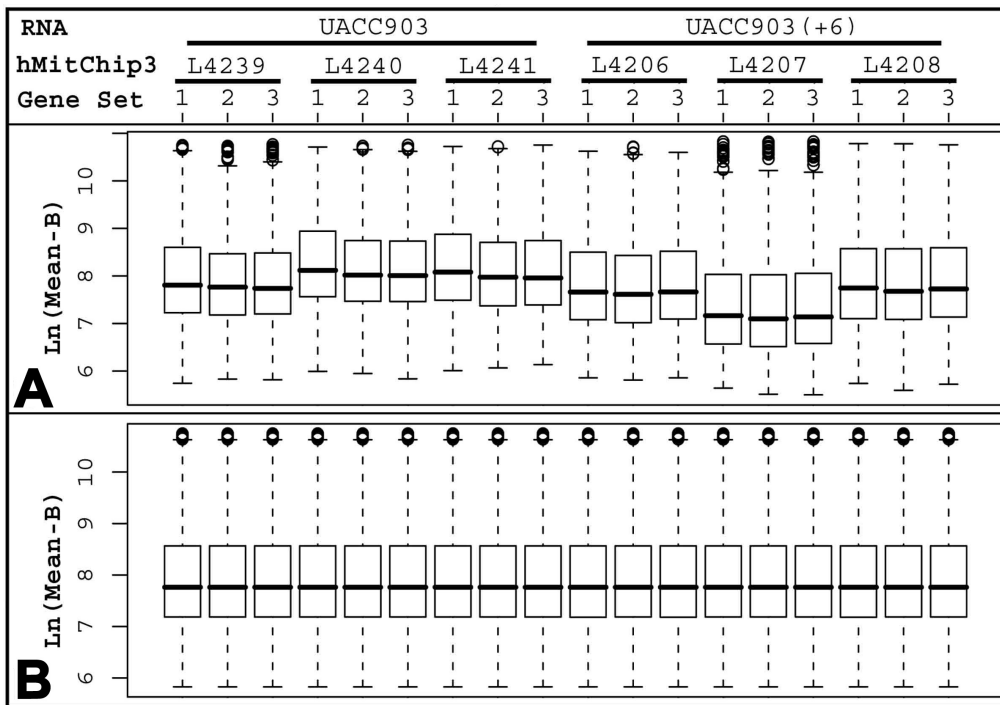 RNA UACC903 UACC903(+6)
hMitChip3 L4239 L4240 L4241 L4206 L4207 L4208
Gene Set 1 2 3 1 2 3 1 2 3 1 2 3 1 2 3 1 2 3
10
9
8
7
6
Ln(Mean-B)
A
10
9
8
7
6
Ln(Mean-B)
B